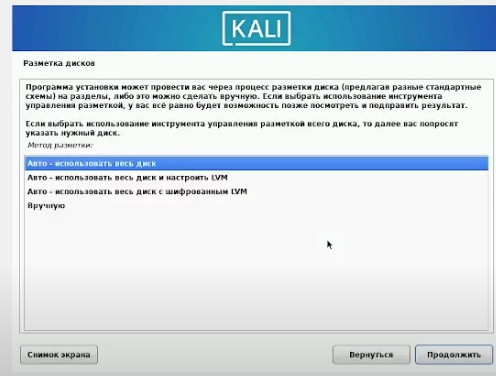 KALI
Разметка дисков
Программа установки может провести вас через процесс разметки диска (предлагая разные стандартные
схемы) на разделы, либо это можно сделать вручную. Если выбрать использование инструмента
управления разметкой, у вас всё равно будет возможность позже посмотреть и подправить результат.
Если выбрать использование инструмента управления разметкой всего диска, то далее вас попросят
указать нужный диск.
Метод разметки:
Авто - использовать весь диск
Авто - использовать весь диск и настроить LVM
Авто - использовать весь диск с шифрованным LVM
Вручную
Снимок экрана
Вернуться
Продолжить